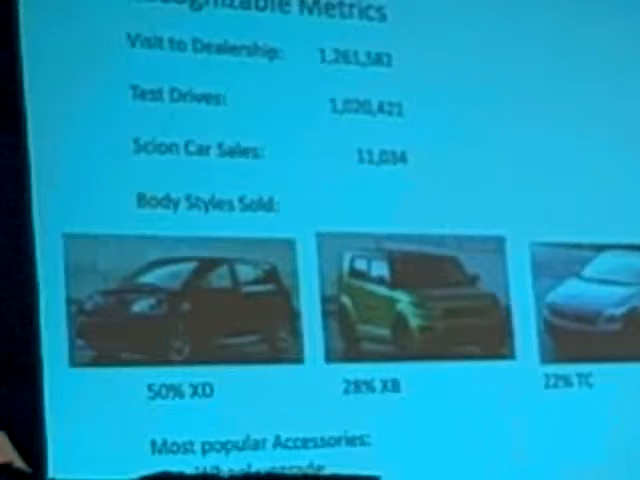 Recognizable Metrics
Visit to Dealership: 1,261,583
Test Drives: 1,020,421
Scion Car Sales: 11,034
Body Styles Sold:
50% XD 28% XB 22% TC
Most popular Accessories: